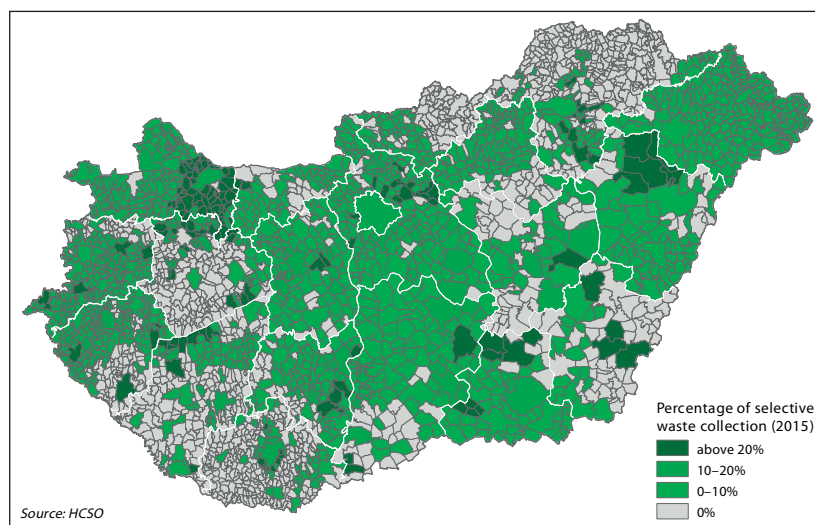 Percentage of selective
waste collection (2015)
above 20%
10–20%
0–10%
0%
Source: HCSO